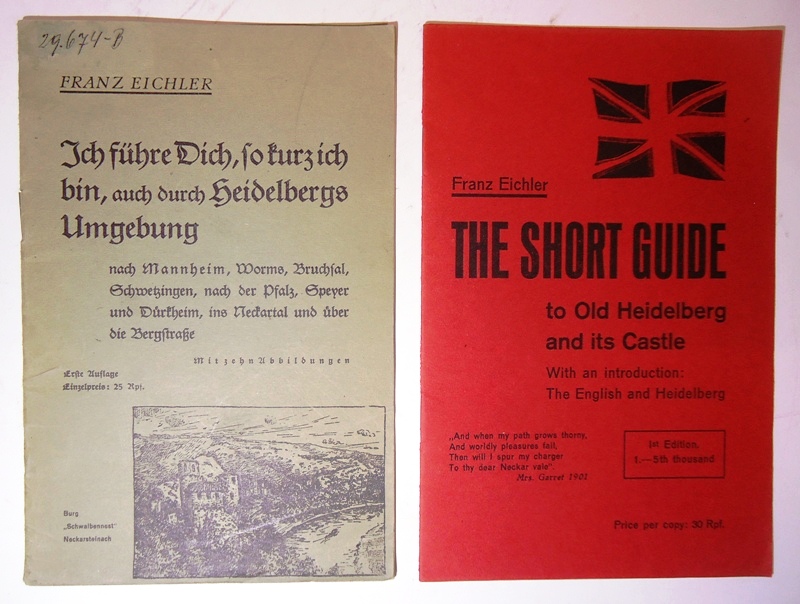 29.674-B
FRANZ EICHLER
Ich führe Dich, so kurz ich
bin, auch durch Heidelbergs
Umgebung
nach Mannheim, Worms, Bruchsal,
Schwetzingen, nach der Pfalz, Speyer
und Dürkheim, ins Neckartal und über
die Bergstraße
Mit zehn Abbildungen
Erste Auflage
Einzelpreis: 25 Rpf.
Burg
„Schwalbennest"
Neckarsteinach
Franz Eichler
THE SHORT GUIDE
to Old Heidelberg
and its Castle
With an introduction:
The English and Heidelberg
„And when my path grows thorny,
And worldly pleasures fail,
Then will I spur my charger
To thy dear Neckar vale".
Mrs. Garret 1901
1st Edition.
1.—5th thousand
Price per copy: 30 Rpf.